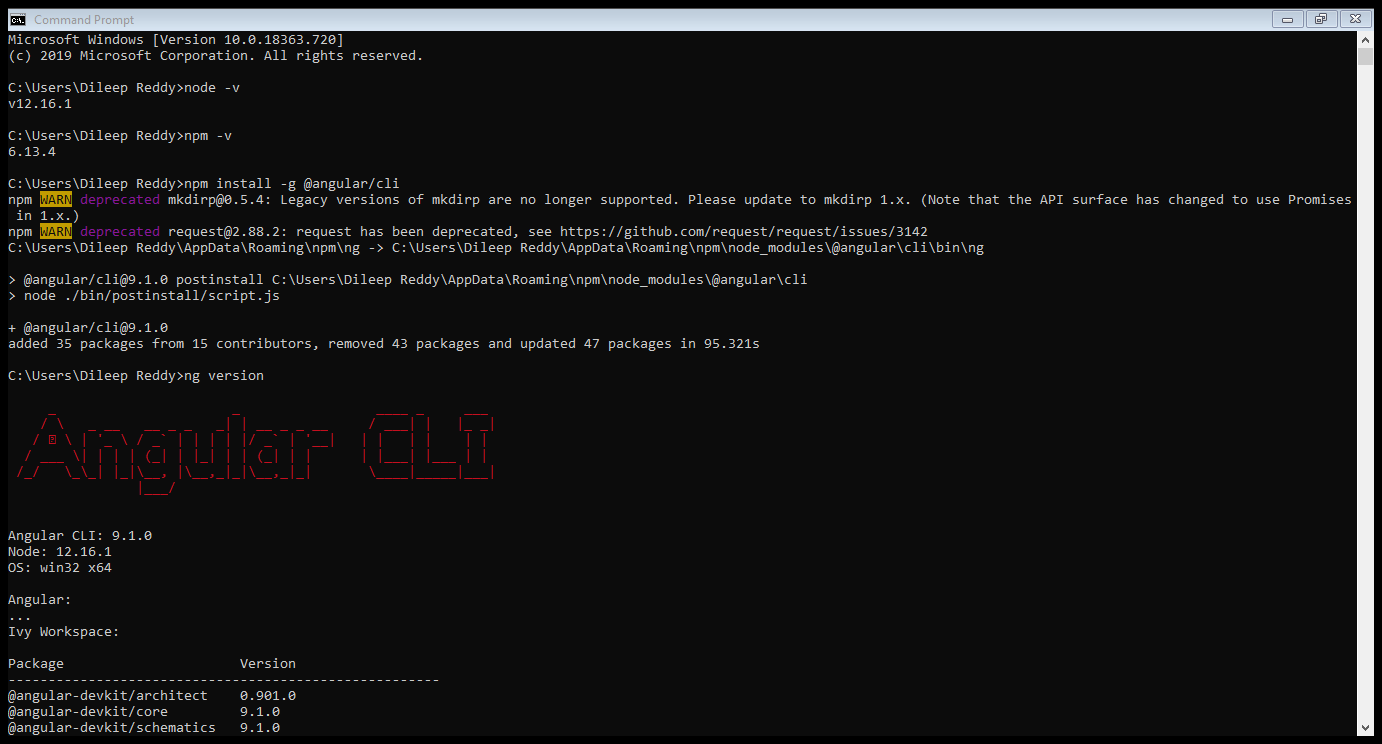 Command Prompt
Microsoft Windows [Version 10.0.18363.720]
(c) 2019 Microsoft Corporation. All rights reserved.
C:\Users\Dileep Reddy>node -v
v12.16.1
C:\Users\Dileep Reddy>npm -v
6.13.4
C:\Users\Dileep Reddy>npm install -g @angular/cli
npm WARN deprecated mkdirp@0.5.4: Legacy versions of mkdirp are no longer supported. Please update to mkdirp 1.x. (Note that the API surface has changed to use Promises
in 1.x.)
npm WARN deprecated request@2.88.2: request has been deprecated, see https://github.com/request/request/issues/3142
C:\Users\Dileep Reddy\AppData\Roaming\npm\ng -> C:\Users\Dileep Reddy\AppData\Roaming\npm\node_modules\@angular\cli\bin\ng
> @angular/cli@9.1.0 postinstall C:\Users\Dileep Reddy\AppData\Roaming\npm\node_modules\@angular\cli
> node ./bin/postinstall/script.js
+ @angular/cli@9.1.0
added 35 packages from 15 contributors, removed 43 packages and updated 47 packages in 95.321s
C:\Users\Dileep Reddy>ng version
Angular CLI
Angular CLI: 9.1.0
Node: 12.16.1
OS: win32 x64
Angular:
...
Ivy Workspace:
Package Version
------------------------------------------------------
@angular-devkit/architect 0.901.0
@angular-devkit/core 9.1.0
@angular-devkit/schematics 9.1.0